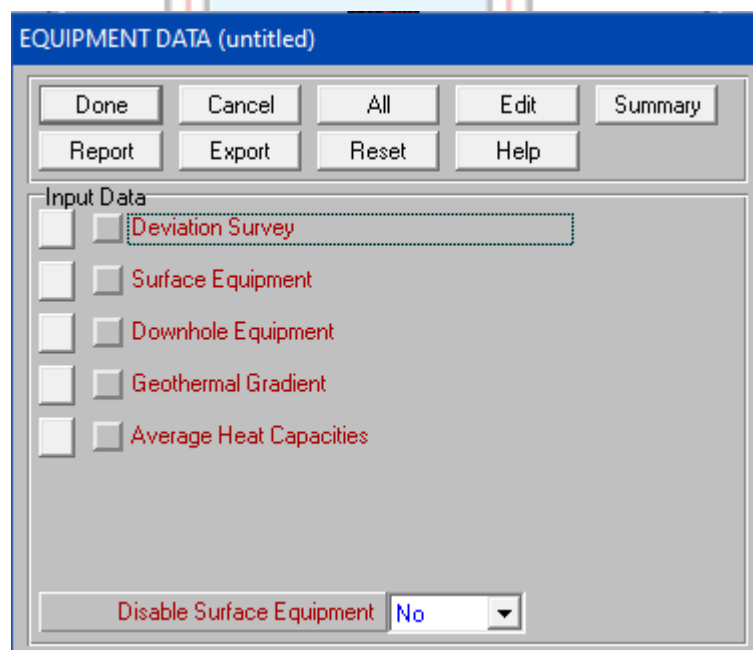 EQUIPMENT DATA (untitled)
Done Cancel All Edit Summary
Report Export Reset Help
Input Data
Deviation Survey
Surface Equipment
Downhole Equipment
Geothermal Gradient
Average Heat Capacities
Disable Surface Equipment No